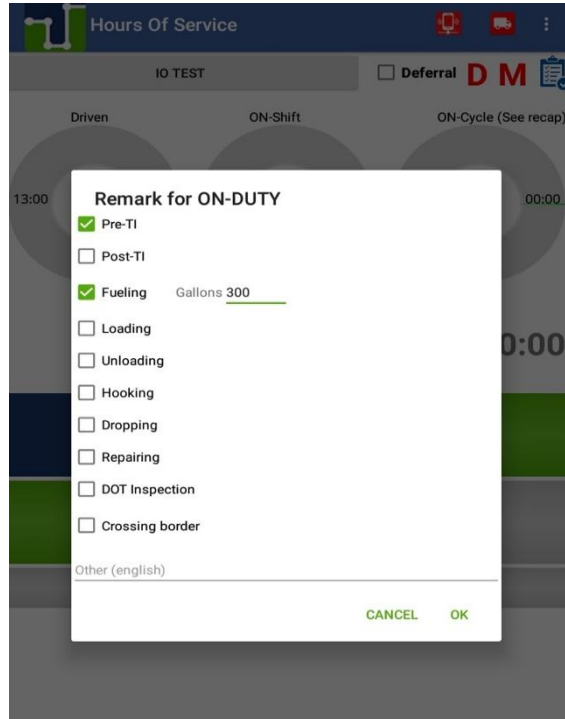 Hours Of Service
IO TEST
Deferral D M
Driven ON-Shift ON-Cycle (See recap)
13:00 00:00
Remark for ON-DUTY
Pre-TI
Post-TI
Fueling Gallons 300
Loading
0:00
Unloading
Hooking
Dropping
Repairing
DOT Inspection
Crossing border
Other (english)
CANCEL OK